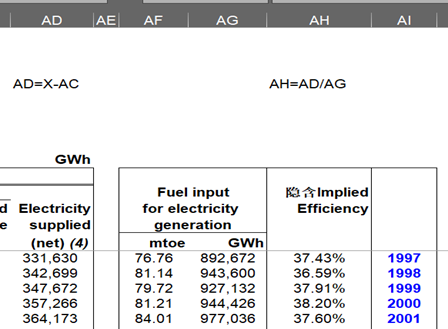 AD AE AF AG AH AI
AD=X-AC AH=AD/AG
GWh
Fuel input 隐含Implied
d Electricity for electricity Efficiency
e supplied generation
(net) (4) mtoe GWh
331,630 76.76 892,672 37.43% 1997
342,699 81.14 943,600 36.59% 1998
347,672 79.72 927,132 37.91% 1999
357,266 81.21 944,426 38.20% 2000
364,173 84.01 977,036 37.60% 2001